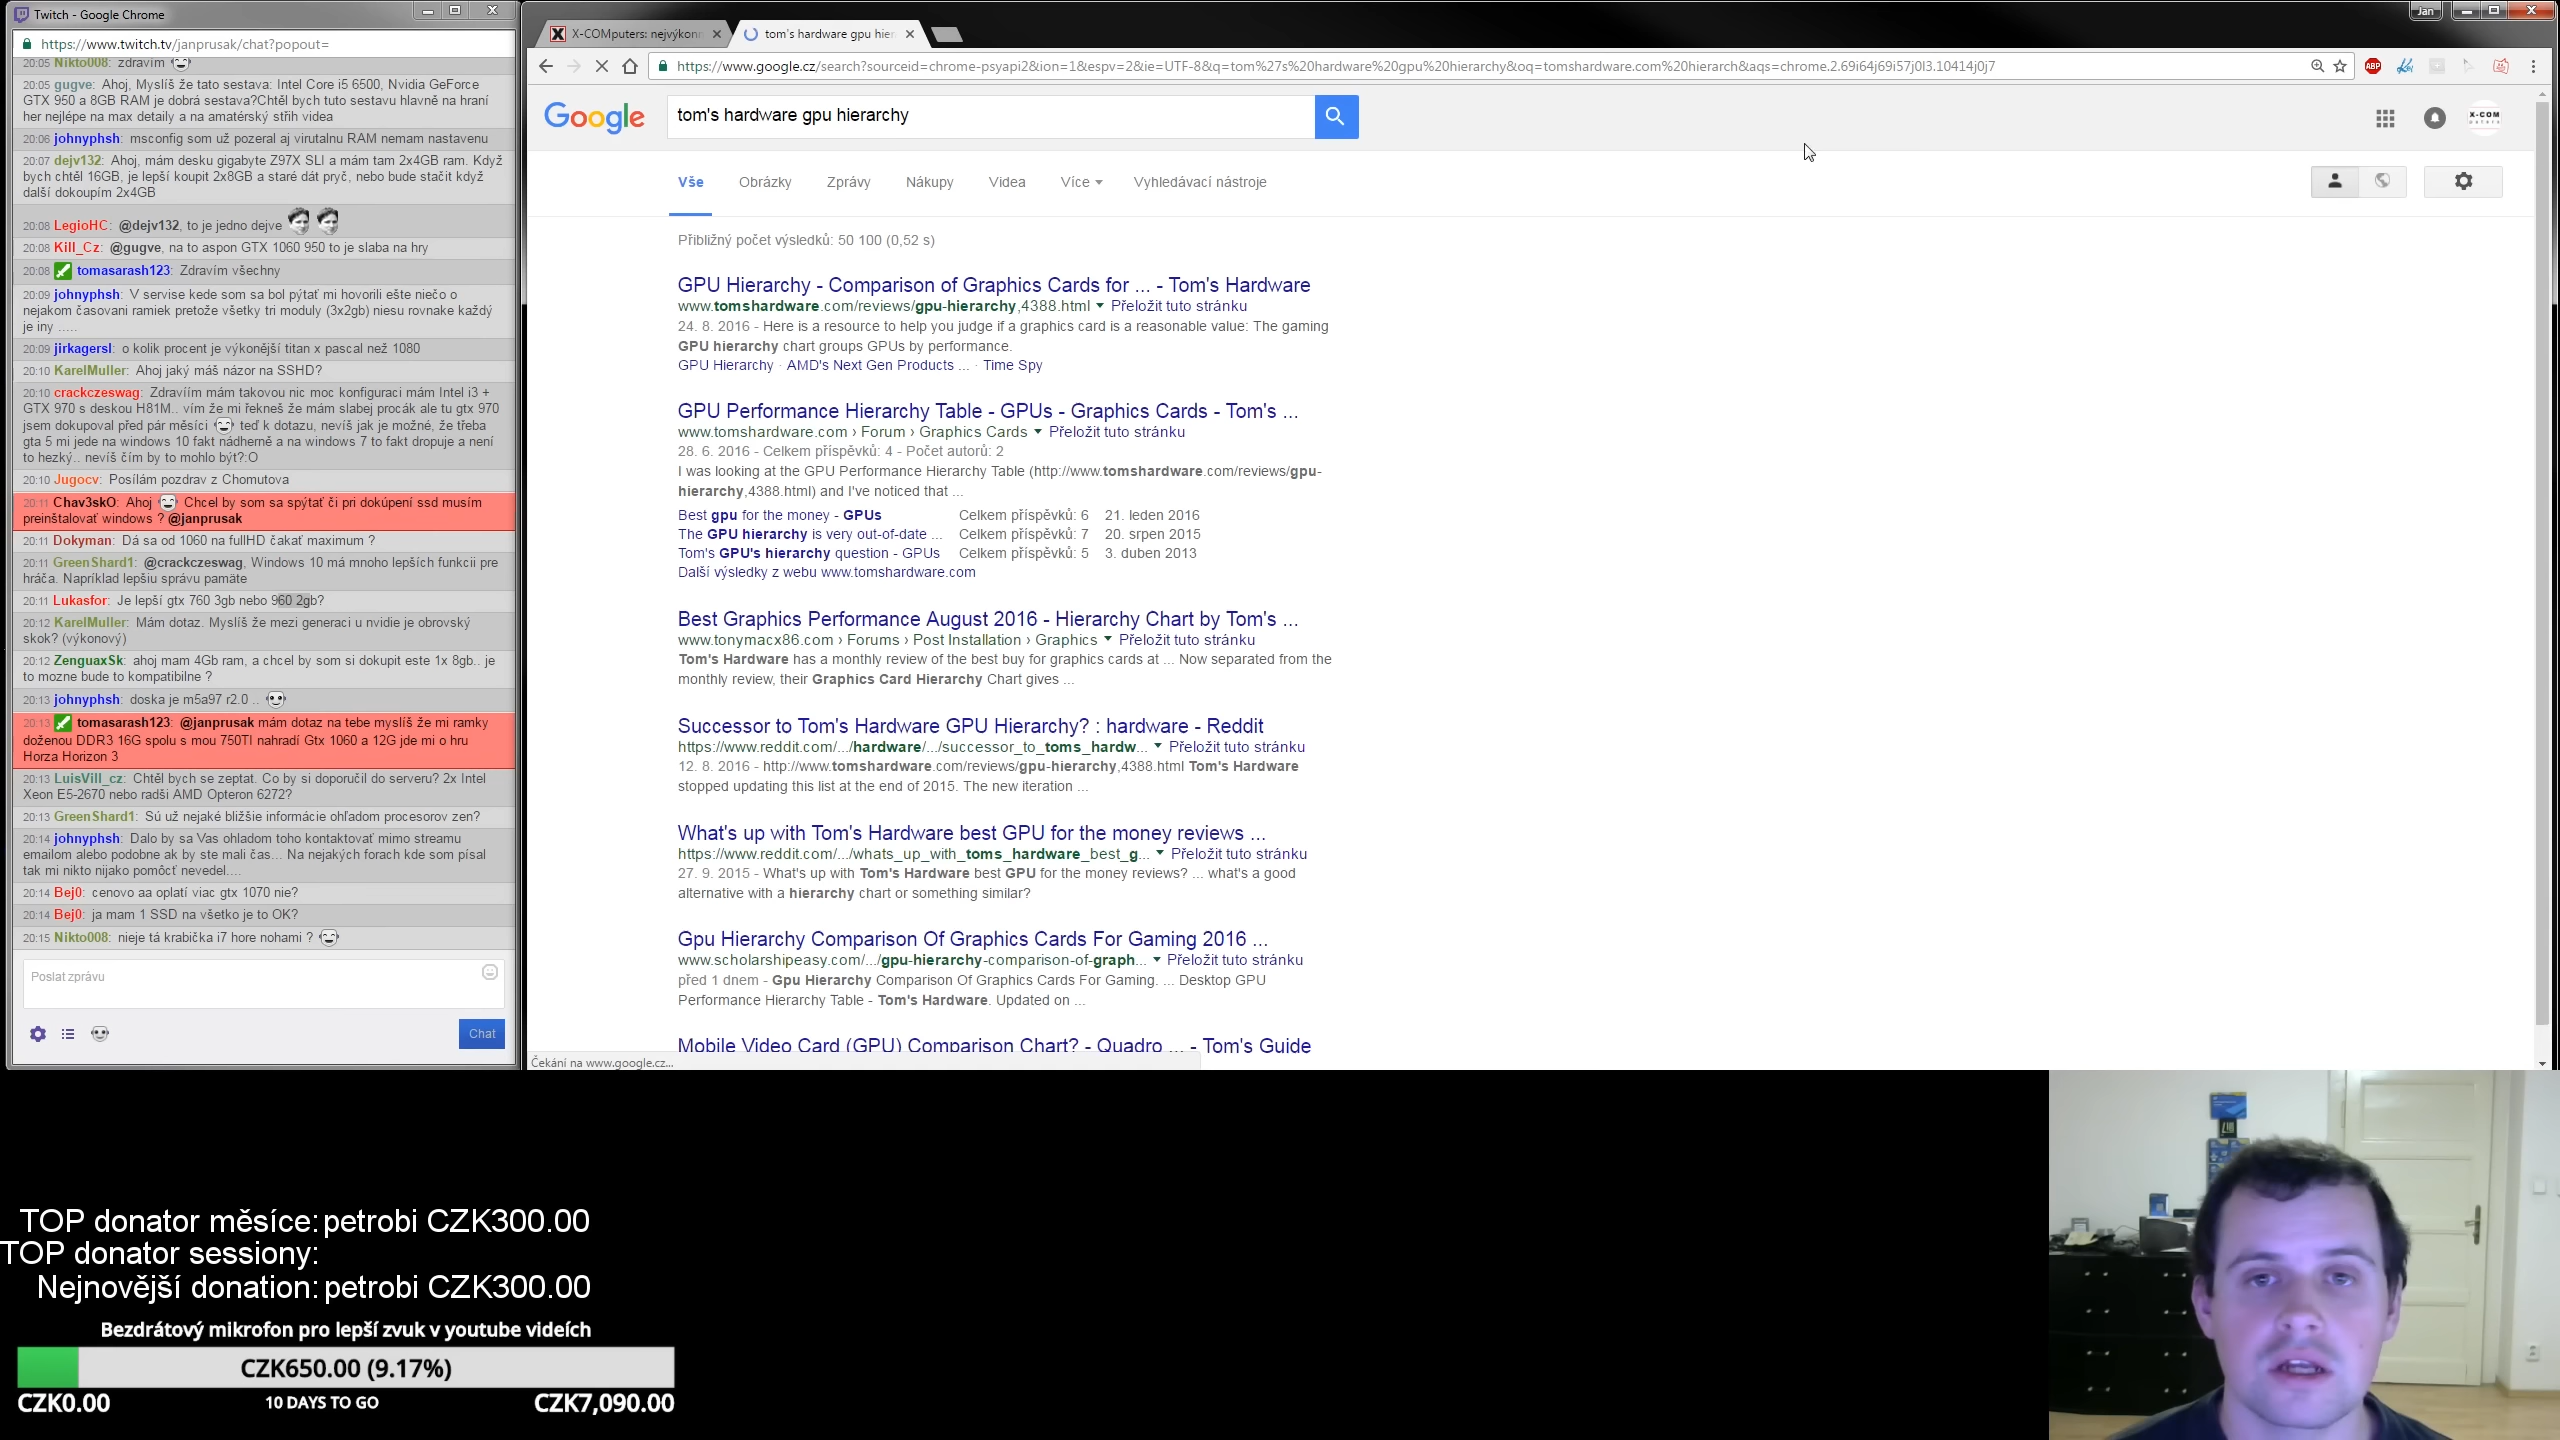 Twitch - Google Chrome
https://www.twitch.tv/janprusak/chat?popout=
20:05 Nikto008: zdravím
20:05 gugve: Ahoj, Myslíš že tato sestava: Intel Core i5 6500, Nvidia GeForce
GTX 950 a 8GB RAM je dobrá sestava?Chtěl bych tuto sestavu hlavně na hraní
her nejlépe na max detaily a na amatérský střih videa
20:06 johnyphsh: msconfig som už pozeral aj virutalnu RAM nemam nastavenu
20:07 dejv132: Ahoj, mám desku gigabyte Z97X SLI a mám tam 2x4GB ram. Když
bych chtěl 16GB, je lepší koupit 2x8GB a staré dát pryč, nebo bude stačit když
další dokoupím 2x4GB
20:08 LegioHC: @dejv132, to je jedno dejve
20:08 Kill_Cz: @gugve, na to aspon GTX 1060 950 to je slaba na hry
20:08 tomasarash123: Zdravím všechny
20:09 johnyphsh: V servise kede som sa bol pýtať mi hovorili ešte niečo o
nejakom časovani ramiek pretože všetky tri moduly (3x2gb) niesu rovnake každý
je iny .....
20:09 jirkagersl: o kolik procent je výkonější titan x pascal než 1080
20:10 KarelMuller: Ahoj jaký máš názor na SSHD?
20:10 crackczeswag: Zdravíím mám takovou nic moc konfiguraci mám Intel i3 +
GTX 970 s deskou H81M.. vím že mi řekneš že mám slabej procák ale tu gtx 970
jsem dokupoval před pár měsíci teď k dotazu, nevíš jak je možné, že třeba
gta 5 mi jede na windows 10 fakt nádherně a na windows 7 to fakt dropuje a není
to hezký.. nevíš čím by to mohlo být?:O
20:10 Jugocv: Posílám pozdrav z Chomutova
20:11 Chav3skO: Ahoj Chcel by som sa spýtať či pri dokúpení ssd musím
preinštalovať windows ? @janprusak
20:11 Dokyman: Dá sa od 1060 na fullHD čakať maximum ?
20:11 GreenShard1: @crackczeswag, Windows 10 má mnoho lepších funkcii pre
hráča. Napríklad lepšiu správu pamäte
20:11 Lukasfor: Je lepší gtx 760 3gb nebo 960 2gb?
20:12 KarelMuller: Mám dotaz. Myslíš že mezi generaci u nvidie je obrovský
skok? (výkonový)
20:12 ZenguaxSk: ahoj mam 4Gb ram, a chcel by som si dokupit este 1x 8gb.. je
to mozne bude to kompatibilne ?
20:13 johnyphsh: doska je m5a97 r2.0 ..
20:13 tomasarash123: @janprusak mám dotaz na tebe myslíš že mi ramky
doženou DDR3 16G spolu s mou 750TI nahradí Gtx 1060 a 12G jde mi o hru
Horza Horizon 3
20:13 LuisVill_cz: Chtěl bych se zeptat. Co by si doporučil do serveru? 2x Intel
Xeon E5-2670 nebo radši AMD Opteron 6272?
20:13 GreenShard1: Sú už nejaké bližšie informácie ohľadom procesorov zen?
20:14 johnyphsh: Dalo by sa Vas ohladom toho kontaktovať mimo streamu
emailom alebo podobne ak by ste mali čas... Na nejakých forach kde som písal
tak mi nikto nijako pomôcť nevedel....
20:14 Bej0: cenovo aa oplatí viac gtx 1070 nie?
20:14 Bej0: ja mam 1 SSD na všetko je to OK?
20:15 Nikto008: nieje tá krabička i7 hore nohami ?
Poslat zprávu
Chat
X-COMputers: nejvýkonn
tom's hardware gpu hier
Jan
https://www.google.cz/search?sourceid=chrome-psyapi2&ion=1&espv=2&ie=UTF-8&q=tom%27s%20hardware%20gpu%20hierarchy&oq=tomshardware.com%20hierarch&aqs=chrome.2.69i64j69i57j0l3.10414j0j7
ABP
Google
tom's hardware gpu hierarchy
X-COM
Vše Obrázky Zprávy Nákupy Videa Více Vyhledávací nástroje
Přibližný počet výsledků: 50 100 (0,52 s)
GPU Hierarchy - Comparison of Graphics Cards for ... - Tom's Hardware
www.tomshardware.com/reviews/gpu-hierarchy,4388.html Přeložit tuto stránku
24. 8. 2016 - Here is a resource to help you judge if a graphics card is a reasonable value: The gaming
GPU hierarchy chart groups GPUs by performance.
GPU Hierarchy · AMD's Next Gen Products ... · Time Spy
GPU Performance Hierarchy Table - GPUs - Graphics Cards - Tom's ...
www.tomshardware.com › Forum › Graphics Cards Přeložit tuto stránku
28. 6. 2016 - Celkem příspěvků: 4 - Počet autorů: 2
I was looking at the GPU Performance Hierarchy Table (http://www.tomshardware.com/reviews/gpu-
hierarchy,4388.html) and I've noticed that ...
Best gpu for the money - GPUs Celkem příspěvků: 6 21. leden 2016
The GPU hierarchy is very out-of-date ... Celkem příspěvků: 7 20. srpen 2015
Tom's GPU's hierarchy question - GPUs Celkem příspěvků: 5 3. duben 2013
Další výsledky z webu www.tomshardware.com
Best Graphics Performance August 2016 - Hierarchy Chart by Tom's ...
www.tonymacx86.com › Forums › Post Installation › Graphics Přeložit tuto stránku
Tom's Hardware has a monthly review of the best buy for graphics cards at ... Now separated from the
monthly review, their Graphics Card Hierarchy Chart gives ...
Successor to Tom's Hardware GPU Hierarchy? : hardware - Reddit
https://www.reddit.com/.../hardware/.../successor_to_toms_hardw... Přeložit tuto stránku
12. 8. 2016 - http://www.tomshardware.com/reviews/gpu-hierarchy,4388.html Tom's Hardware
stopped updating this list at the end of 2015. The new iteration ...
What's up with Tom's Hardware best GPU for the money reviews ...
https://www.reddit.com/.../whats_up_with_toms_hardware_best_g... Přeložit tuto stránku
27. 9. 2015 - What's up with Tom's Hardware best GPU for the money reviews? ... what's a good
alternative with a hierarchy chart or something similar?
Gpu Hierarchy Comparison Of Graphics Cards For Gaming 2016 ...
www.scholarshipeasy.com/.../gpu-hierarchy-comparison-of-graph... Přeložit tuto stránku
před 1 dnem - Gpu Hierarchy Comparison Of Graphics Cards For Gaming. ... Desktop GPU
Performance Hierarchy Table - Tom's Hardware. Updated on ...
Mobile Video Card (GPU) Comparison Chart? - Quadro ... - Tom's Guide
Čekání na www.google.cz...
TOP donator měsíce: petrobi CZK300.00
TOP donator sessiony:
Nejnovější donation: petrobi CZK300.00
Bezdrátový mikrofon pro lepší zvuk v youtube videích
CZK650.00 (9.17%)
CZK0.00 10 DAYS TO GO CZK7,090.00